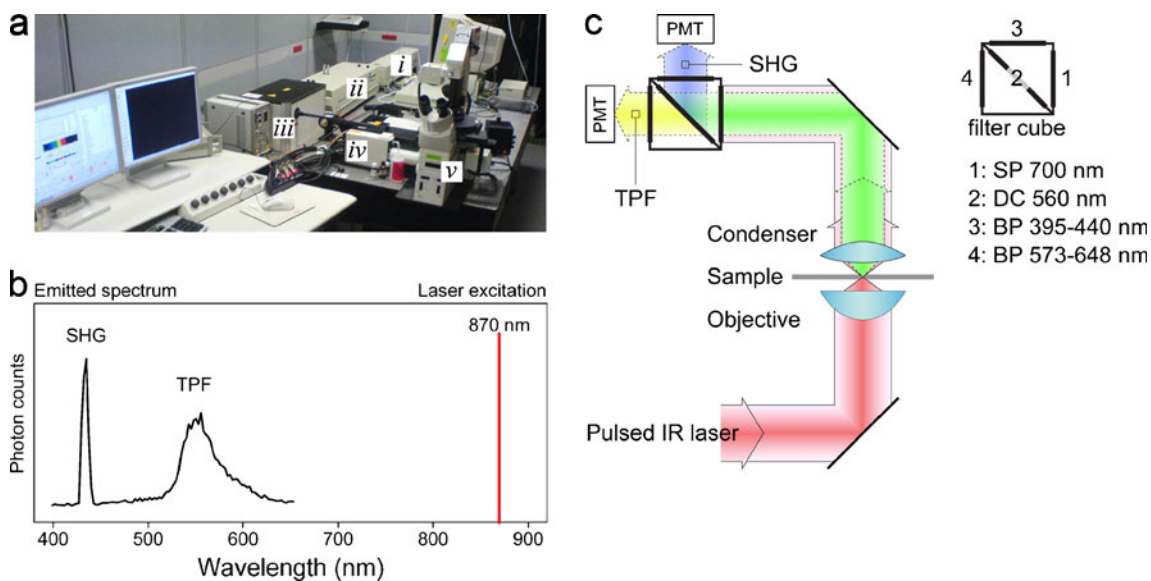 a
i
ii
iii
iv
v
b
Emitted spectrum Laser excitation
870 nm
SHG
TPF
Photon counts
400 500 600 700 800 900
Wavelength (nm)
c
PMT
SHG
PMT
TPF
Condenser
Sample
Objective
Pulsed IR laser
3
4 2 1
filter cube
1: SP 700 nm
2: DC 560 nm
3: BP 395-440 nm
4: BP 573-648 nm